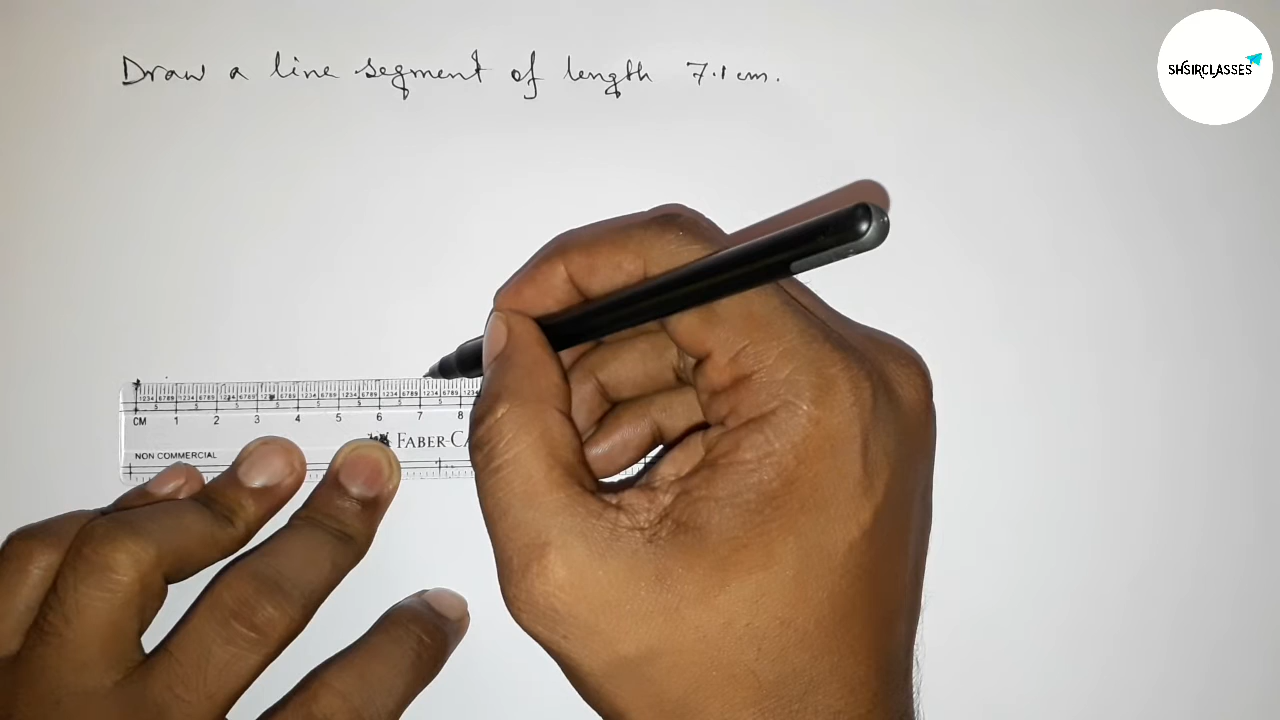 Draw a line segment of length 7.1 cm.
SHSIRCLASSES
CM 1 2 3 4 5 6 7 8
FABER-CA
NON COMMERCIAL